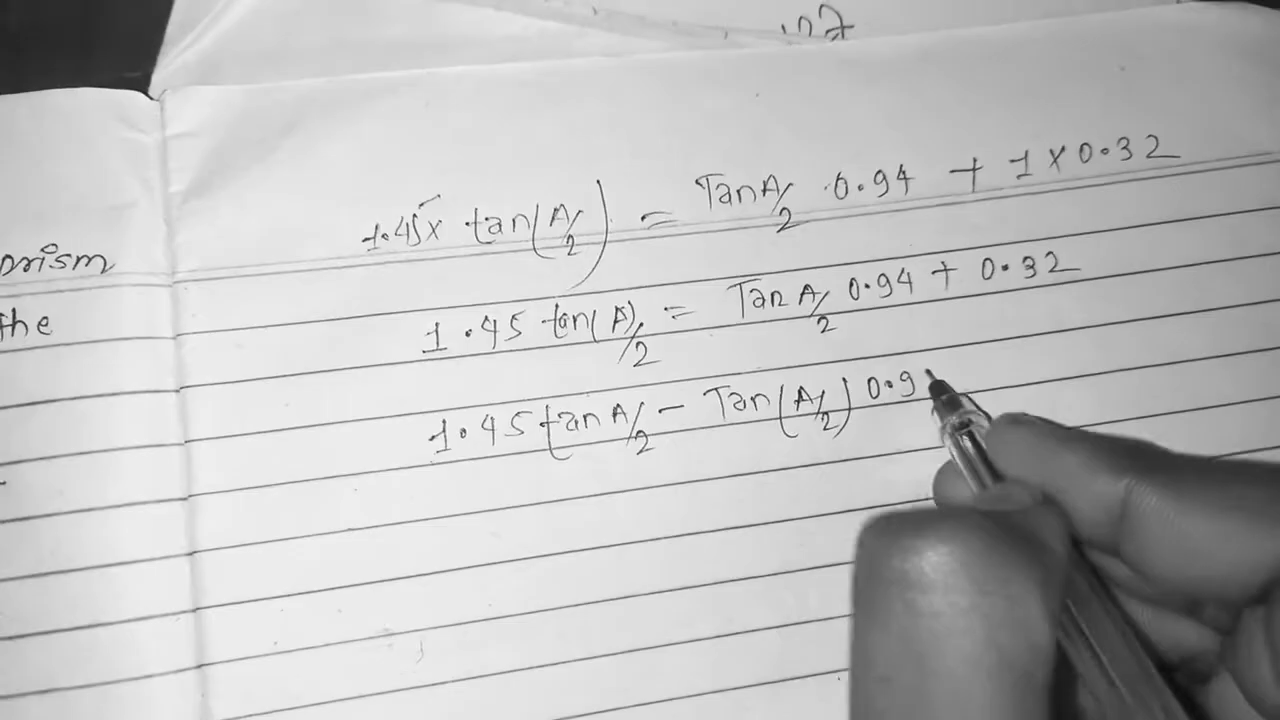 prism
the
1.45 x tan(A/2) = Tan A/2 0.94 + 1 x 0.32
1.45 tan(A)/2 = Tan A/2 0.94 + 0.32
1.45 tan A/2 - Tan(A/2) 0.9